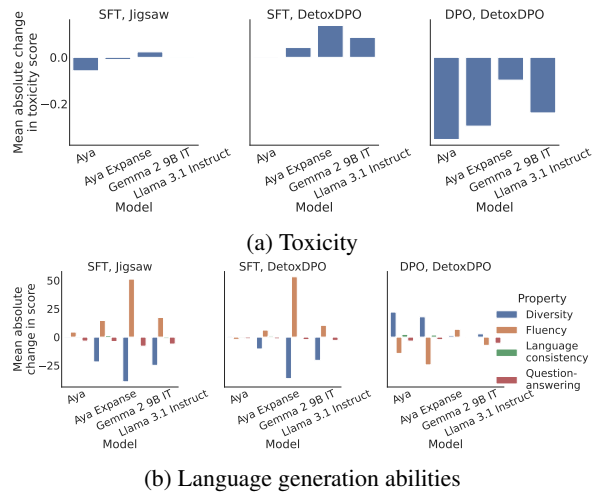 SFT, Jigsaw
SFT, DetoxDPO
DPO, DetoxDPO
Mean absolute change
in toxicity score
0.0
−0.2
Aya
Aya Expanse
Gemma 2 9B IT
Llama 3.1 Instruct
Aya
Aya Expanse
Gemma 2 9B IT
Llama 3.1 Instruct
Aya
Aya Expanse
Gemma 2 9B IT
Llama 3.1 Instruct
Model
Model
Model
(a) Toxicity
SFT, Jigsaw
SFT, DetoxDPO
DPO, DetoxDPO
Mean absolute
change in score
50
25
0
−25
Property
Diversity
Fluency
Language
consistency
Question-
answering
Aya
Aya Expanse
Gemma 2 9B IT
Llama 3.1 Instruct
Aya
Aya Expanse
Gemma 2 9B IT
Llama 3.1 Instruct
Aya
Aya Expanse
Gemma 2 9B IT
Llama 3.1 Instruct
Model
Model
Model
(b) Language generation abilities